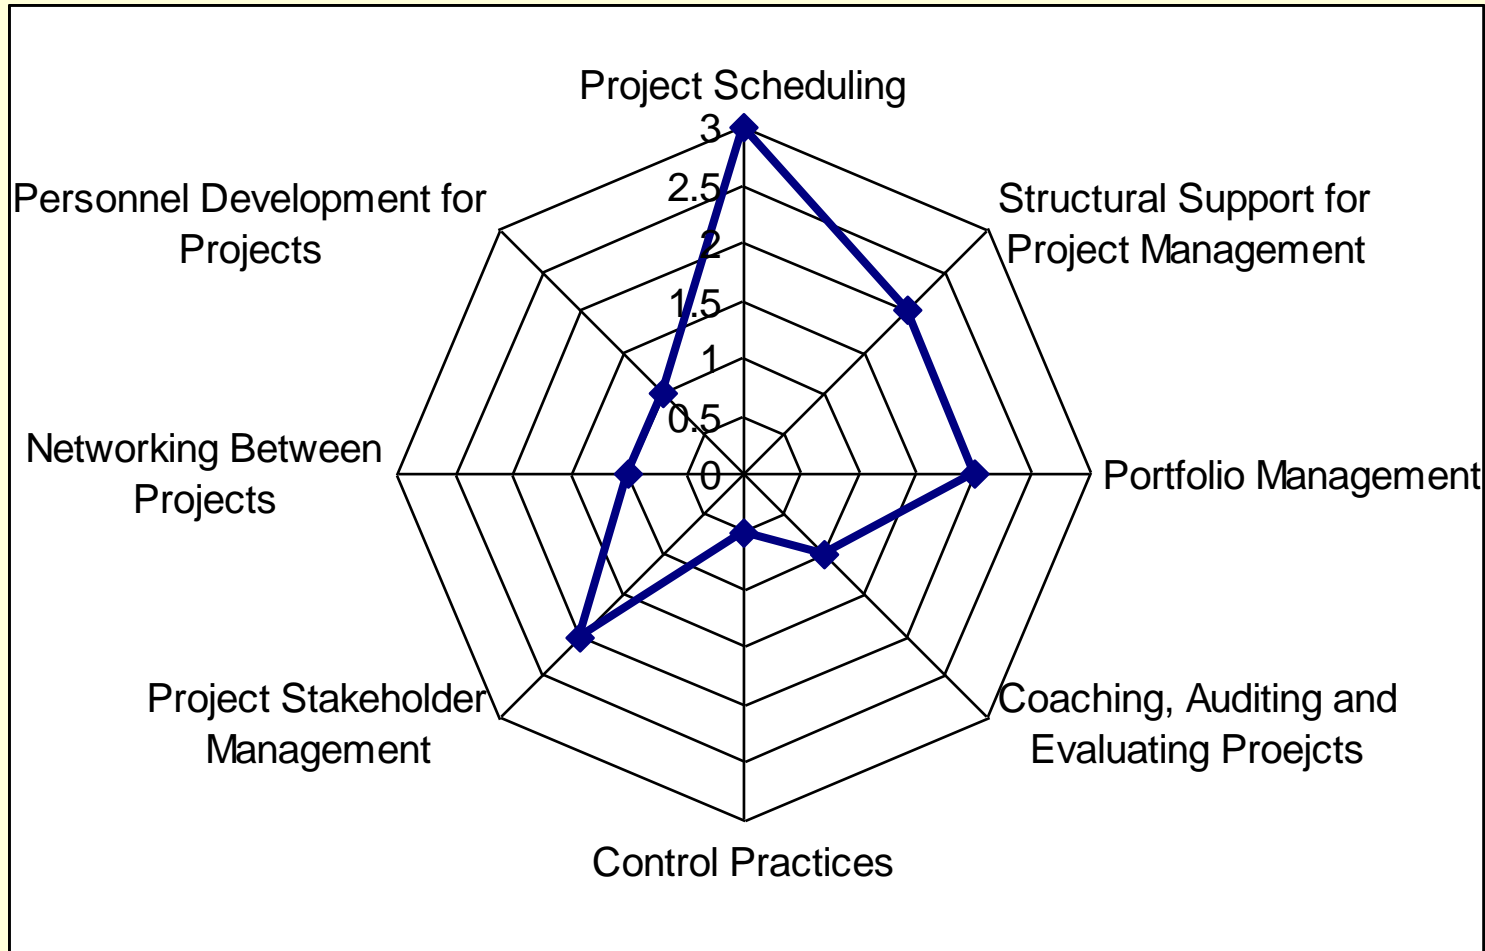 Project Scheduling
3
2.5
2
1.5
1
0.5
0
Structural Support for
Project Management
Portfolio Management
Coaching, Auditing and
Evaluating Proejcts
Control Practices
Project Stakeholder
Management
Networking Between
Projects
Personnel Development for
Projects